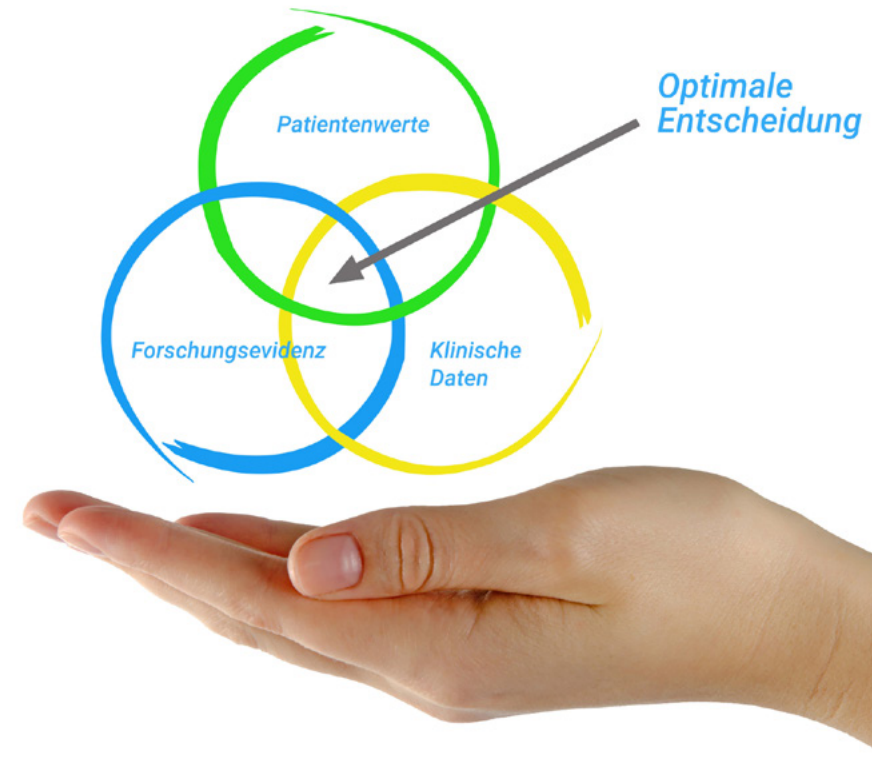 Patientenwerte
Optimale
Entscheidung
Forschungsevidenz
Klinische
Daten